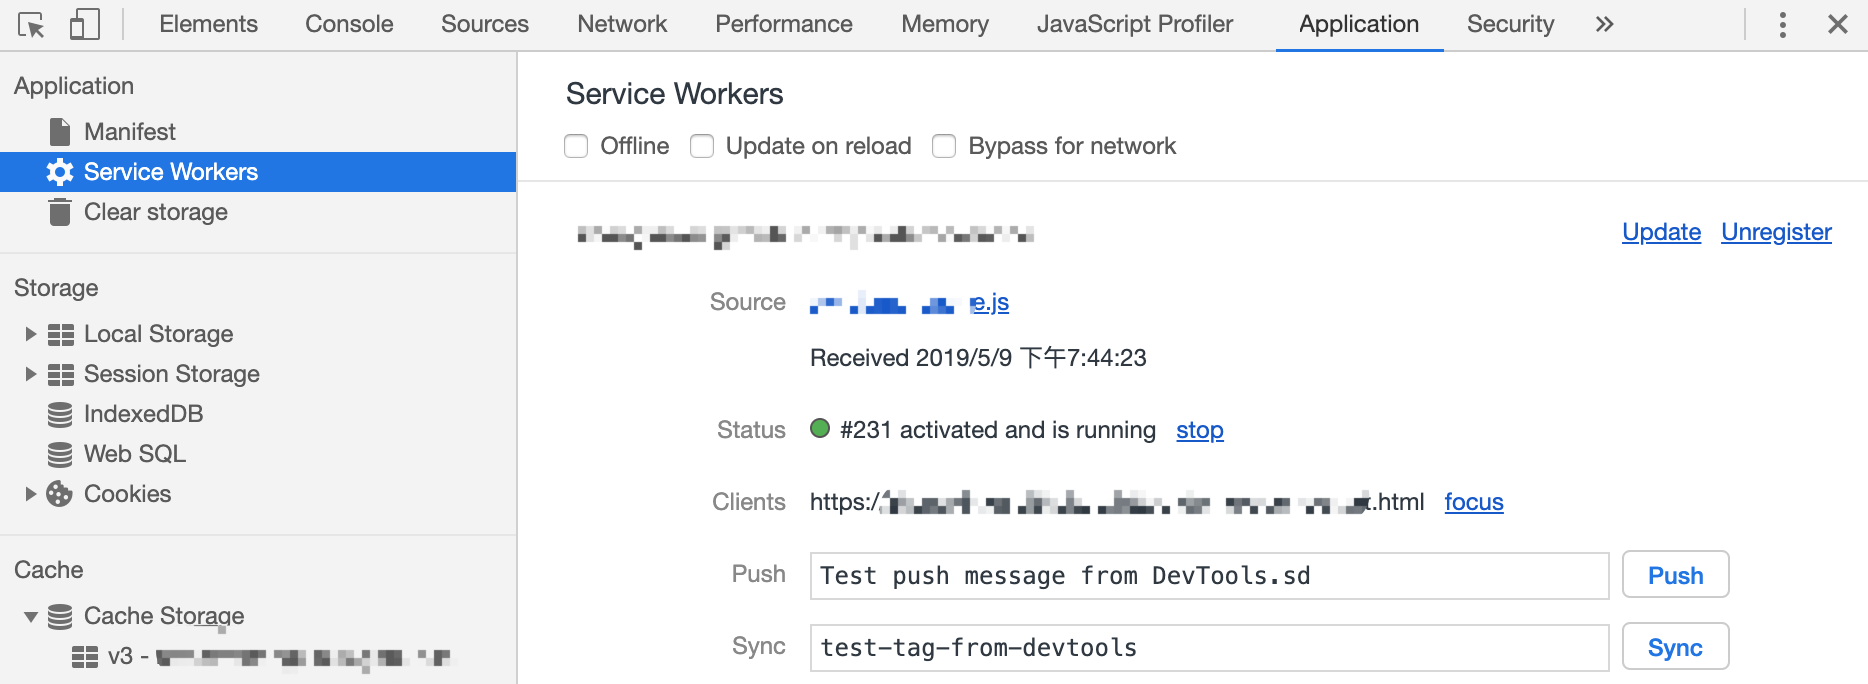 Elements Console Sources Network Performance Memory JavaScript Profiler Application Security
Application
Manifest
Service Workers
Clear storage
Storage
Local Storage
Session Storage
IndexedDB
Web SQL
Cookies
Cache
Cache Storage
v3 -
Service Workers
Offline Update on reload Bypass for network
Update Unregister
Source e.js
Received 2019/5/9 下午7:44:23
Status #231 activated and is running stop
Clients https:/ t.html focus
Push Test push message from DevTools.sd Push
Sync test-tag-from-devtools Sync